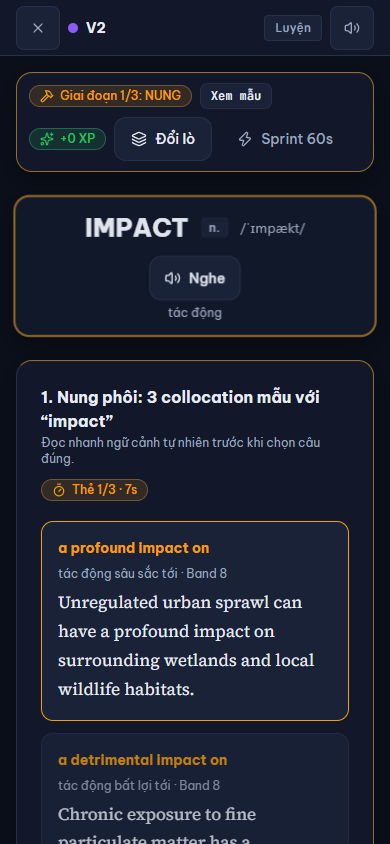 V2
Luyện
Giai đoạn 1/3: NUNG
Xem mẫu
+0 XP
Đổi lò
Sprint 60s
IMPACT n. /ˈɪmpækt/
Nghe
tác động
1. Nung phôi: 3 collocation mẫu với
“impact”
Đọc nhanh ngữ cảnh tự nhiên trước khi chọn câu
đúng.
Thẻ 1/3 · 7s
a profound impact on
tác động sâu sắc tới · Band 8
Unregulated urban sprawl can
have a profound impact on
surrounding wetlands and local
wildlife habitats.
a detrimental impact on
tác động bất lợi tới · Band 8
Chronic exposure to fine
particulate matter has a